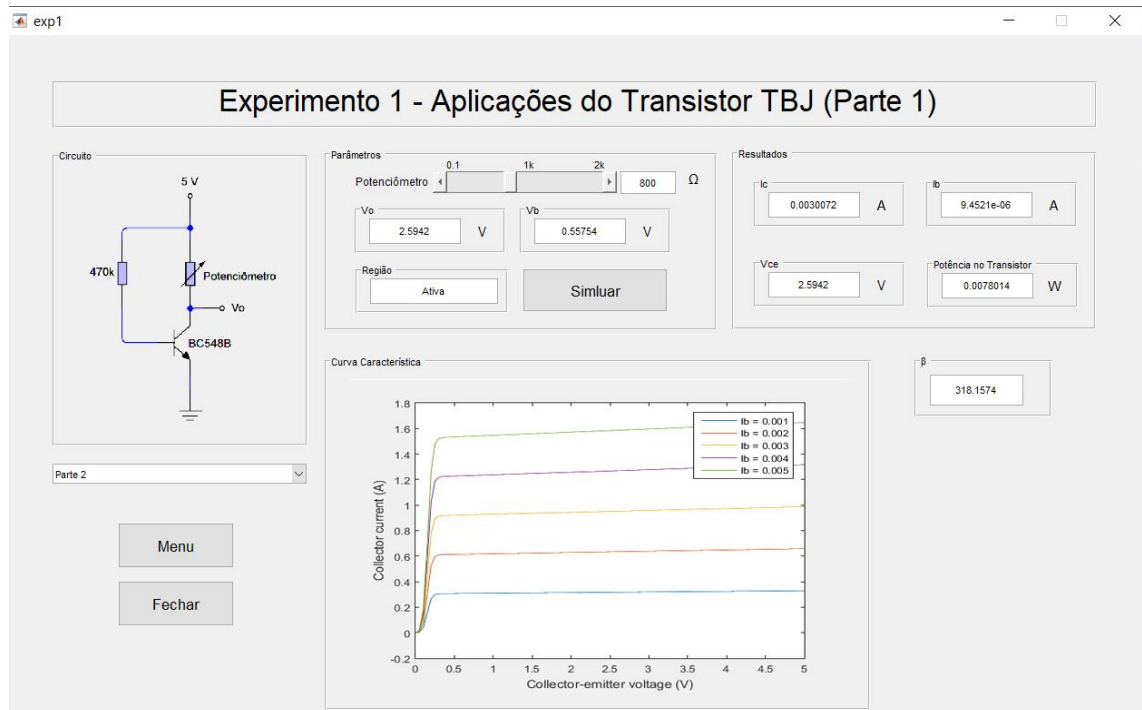 exp1
Experimento 1 - Aplicações do Transistor TBJ (Parte 1)
Circuito
5 V
470k
Potenciômetro
Vo
BC548B
Parte 2
Menu
Fechar
Parâmetros
0.1 1k 2k
Potenciômetro 800 Ω
Vo
2.5942 V
Vb
0.55754 V
Região
Ativa
Simluar
Resultados
Ic
0.0030072 A
Ib
9.4521e-06 A
Vce
2.5942 V
Potência no Transistor
0.0078014 W
β
318.1574
Curva Característica
Ib = 0.001
Ib = 0.002
Ib = 0.003
Ib = 0.004
Ib = 0.005
Collector current (A)
1.8
1.6
1.4
1.2
1
0.8
0.6
0.4
0.2
0
-0.2
0 0.5 1 1.5 2 2.5 3 3.5 4 4.5 5
Collector-emitter voltage (V)